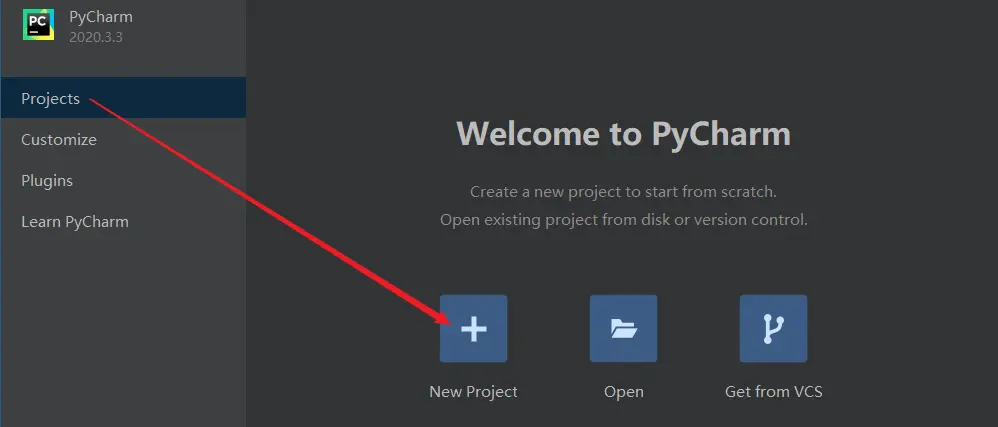 PC
PyCharm
2020.3.3
Projects
Customize
Plugins
Learn PyCharm
Welcome to PyCharm
Create a new project to start from scratch.
Open existing project from disk or version control.
New Project
Open
Get from VCS